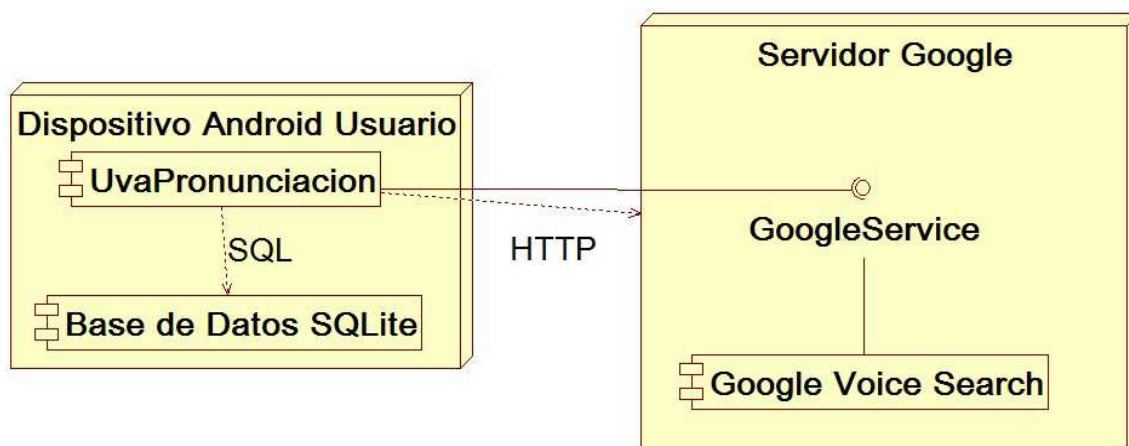 Servidor Google
Dispositivo Android Usuario
UvaPronunciacion
SQL
HTTP
GoogleService
Base de Datos SQLite
Google Voice Search